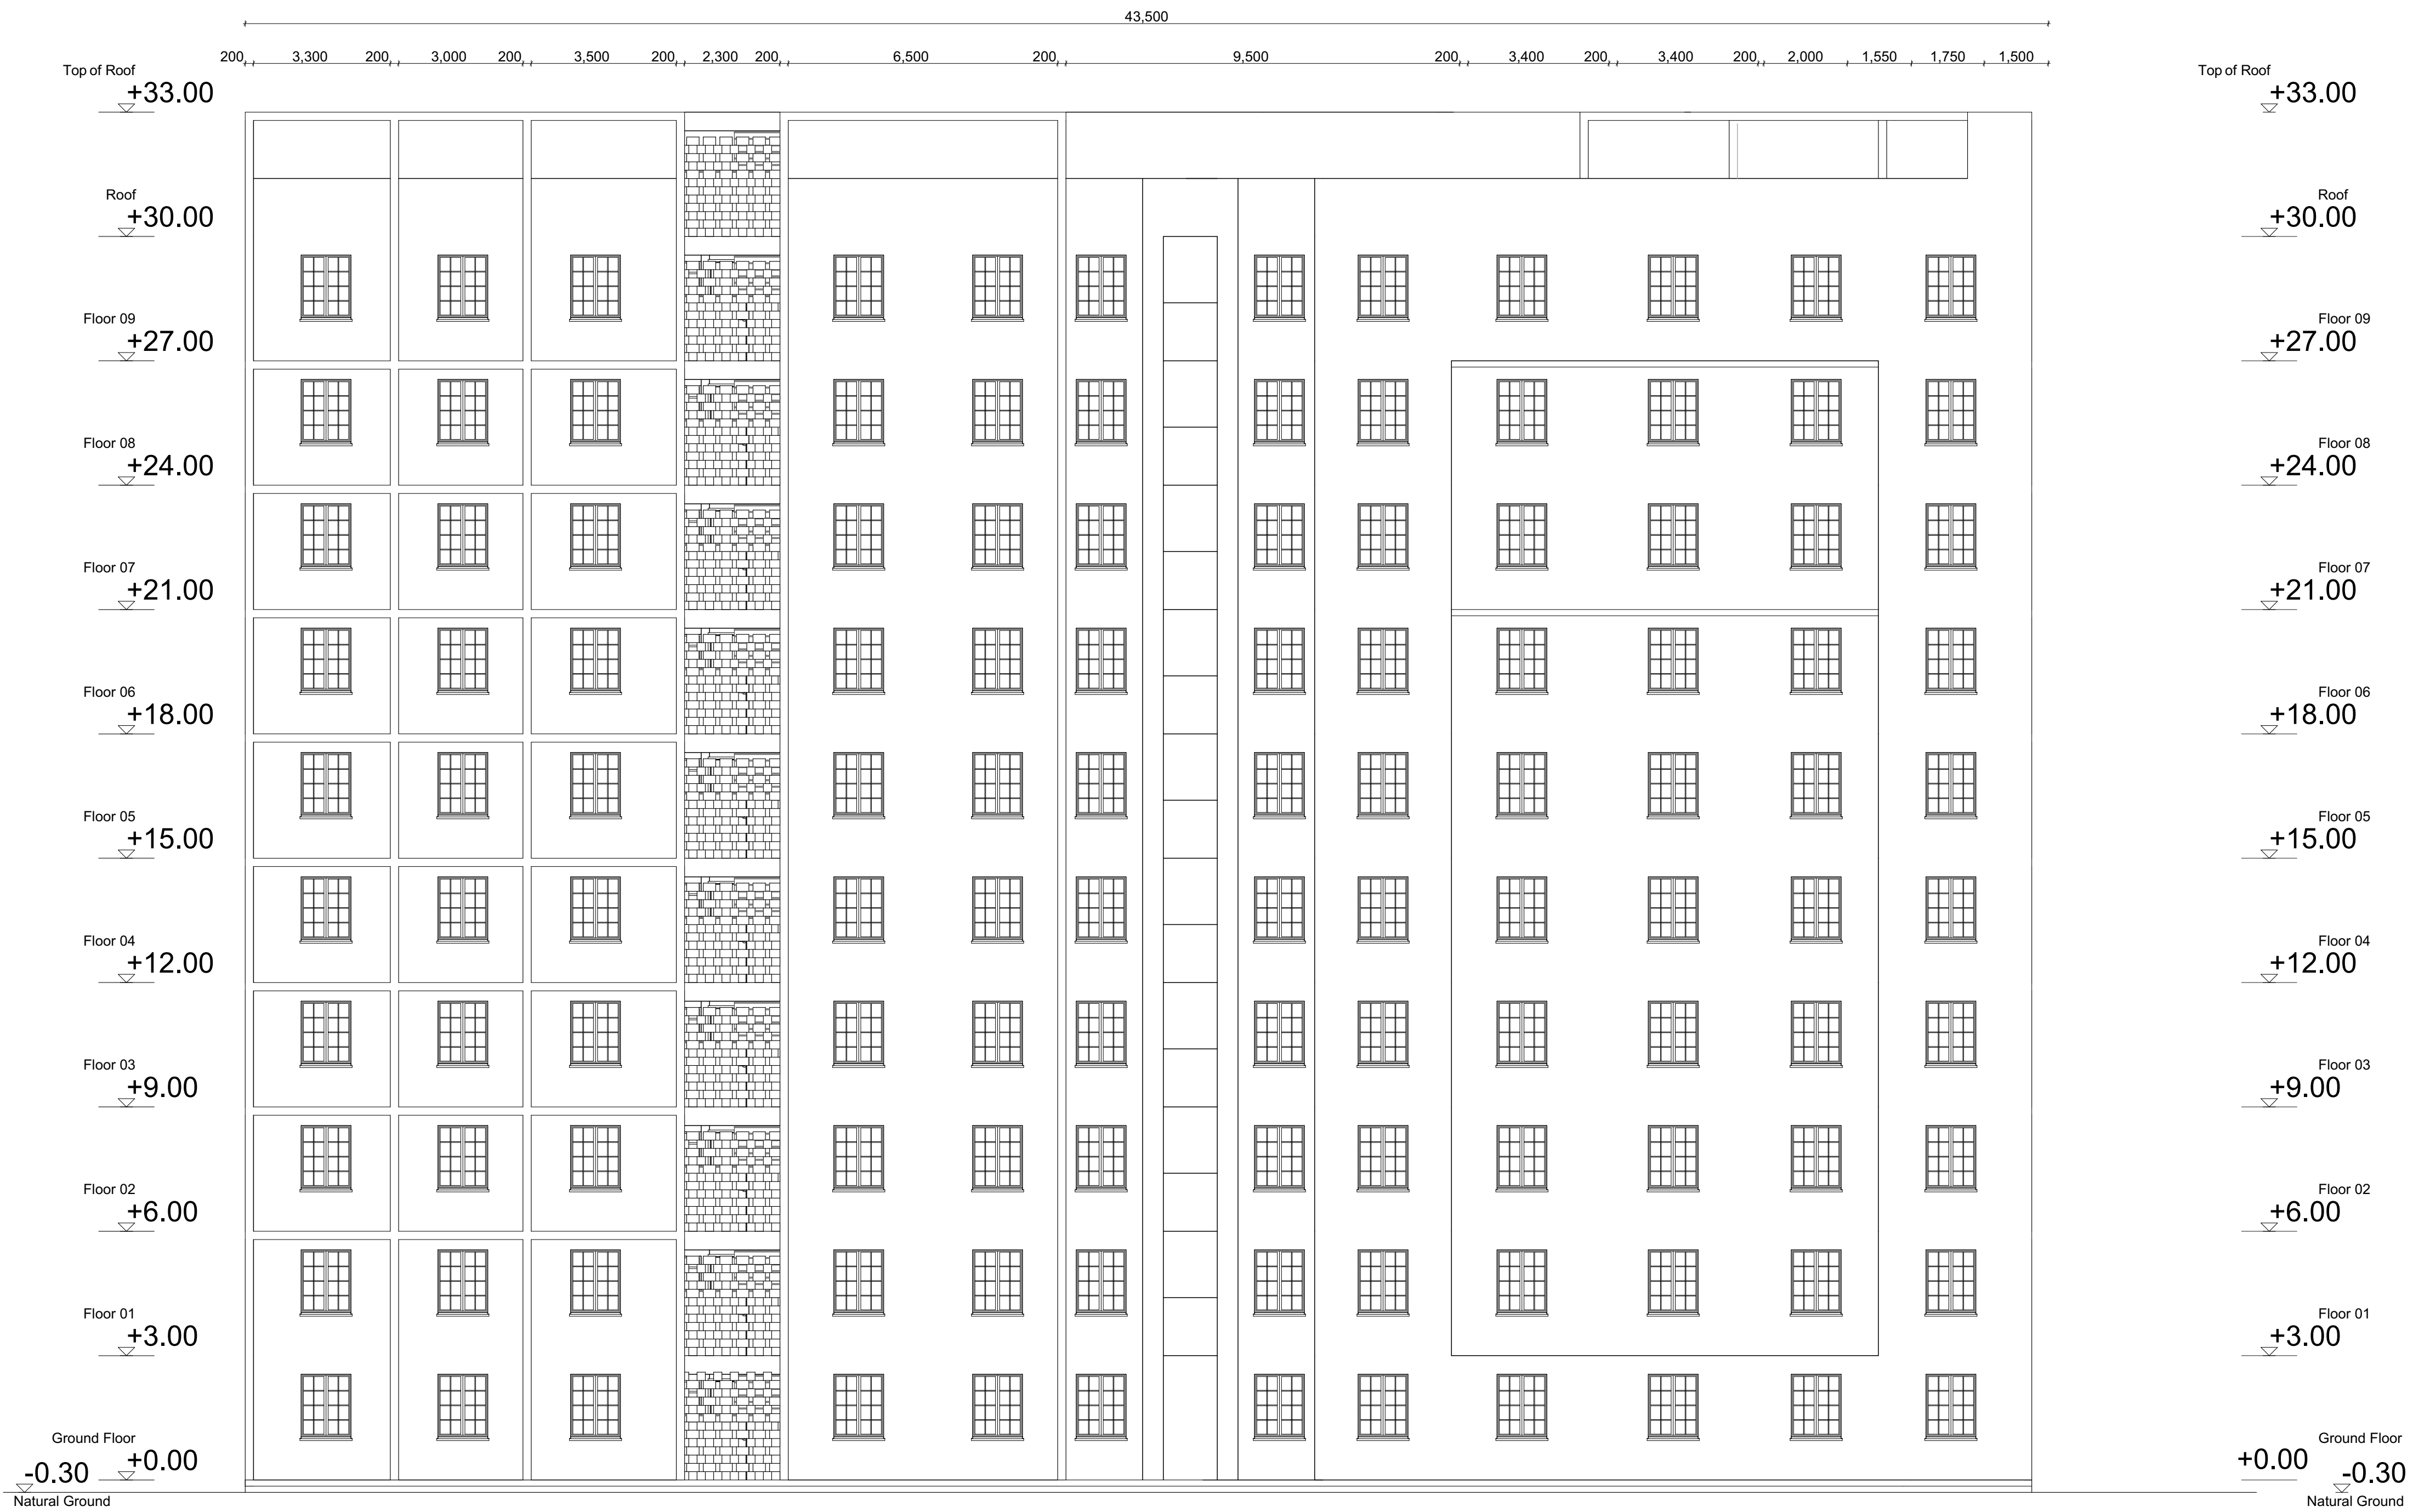 43,500
200 3,300 200 3,000 200 3,500 200 2,300 200 6,500 200 9,500 200 3,400 200 3,400 200 2,000 1,550 1,750 1,500
Top of Roof Top of Roof
+33.00 +33.00
Roof Roof
+30.00 +30.00
Floor 09 Floor 09
+27.00 +27.00
Floor 08 Floor 08
+24.00 +24.00
Floor 07 Floor 07
+21.00 +21.00
Floor 06 Floor 06
+18.00 +18.00
Floor 05 Floor 05
+15.00 +15.00
Floor 04 Floor 04
+12.00 +12.00
Floor 03 Floor 03
+9.00 +9.00
Floor 02 Floor 02
+6.00 +6.00
Floor 01 Floor 01
+3.00 +3.00
Ground Floor Ground Floor
+0.00 +0.00
-0.30 -0.30
Natural Ground Natural Ground